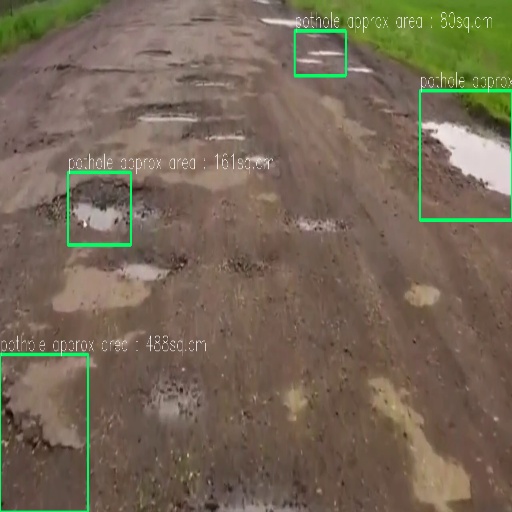 pothole approx area : 80sq.cm
pothole approx
pothole approx area : 161sq.cm
pothole approx area : 488sq.cm